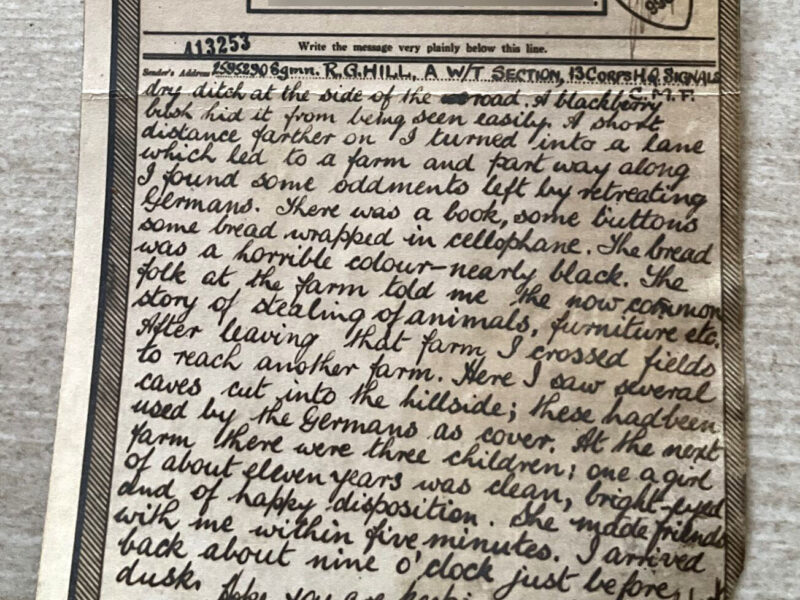 A13253
Write the message very plainly below this line.
Sender's Address 2595290 Sgmn. R.G. HILL, A W/T SECTION, 13 CORPS H.Q. SIGNALS
C.M.F.
dry ditch at the side of the road. A blackberry
bush hid it from being seen easily. A short
distance farther on I turned into a lane
which led to a farm and part way along
I found some oddments left by retreating
Germans. There was a book, some buttons
some bread wrapped in cellophane. The bread
was a horrible colour-nearly black. The
folk at the farm told me the now common
story of stealing of animals, furniture etc.
After leaving that farm I crossed fields
to reach another farm. Here I saw several
caves cut into the hillside; these had been
used by the Germans as cover. At the next
farm there were three children; one a girl
of about eleven years was clean, bright-eyed
and of happy disposition. She made friends
with me within five minutes. I arrived
back about nine o'clock just before
dusk. Hope you are